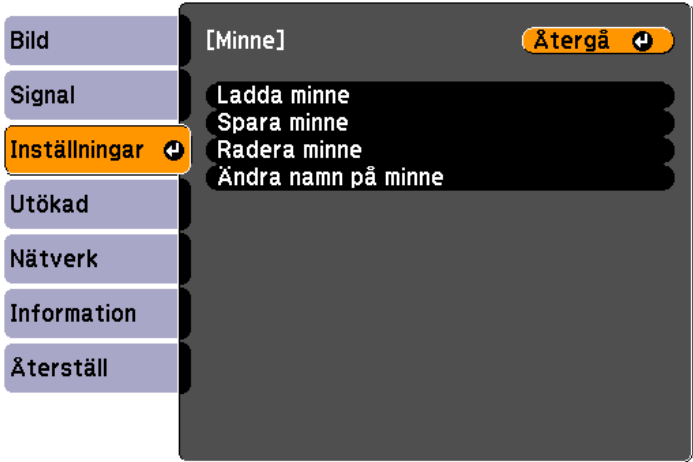 Bild
Signal
Inställningar
Utökad
Nätverk
Information
Återställ
[Minne]
Återgå
Ladda minne
Spara minne
Radera minne
Ändra namn på minne